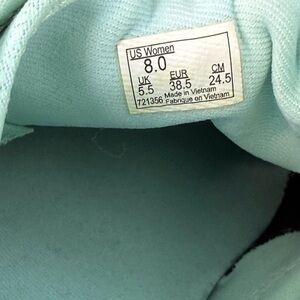 US Women
8.0
UK EUR CM
5.5 38.5 24.5
721356 Made in Vietnam
Fabriqué en Vietnam